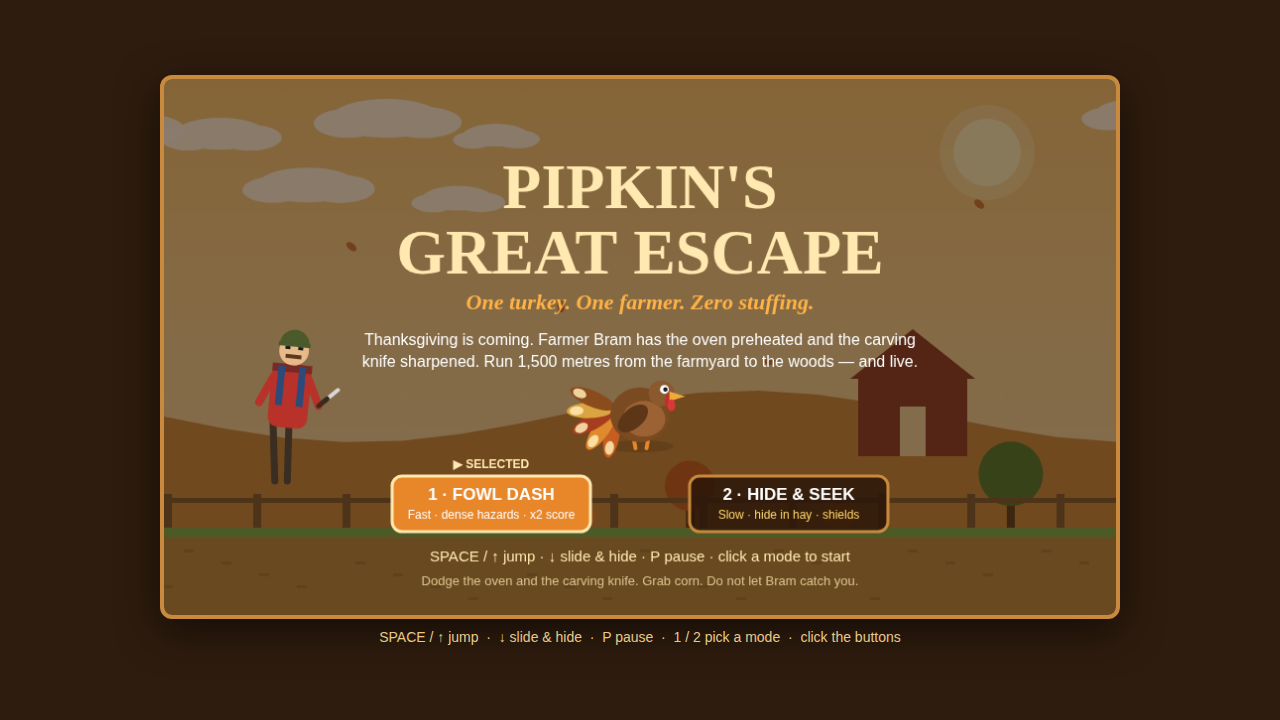 PIPKIN'S
GREAT ESCAPE
One turkey. One farmer. Zero stuffing.
Thanksgiving is coming. Farmer Bram has the oven preheated and the carving
knife sharpened. Run 1,500 metres from the farmyard to the woods — and live.
▶ SELECTED
1 · FOWL DASH
Fast · dense hazards · x2 score
2 · HIDE & SEEK
Slow · hide in hay · shields
SPACE / ↑ jump · ↓ slide & hide · P pause · click a mode to start
Dodge the oven and the carving knife. Grab corn. Do not let Bram catch you.
SPACE / ↑ jump · ↓ slide & hide · P pause · 1 / 2 pick a mode · click the buttons